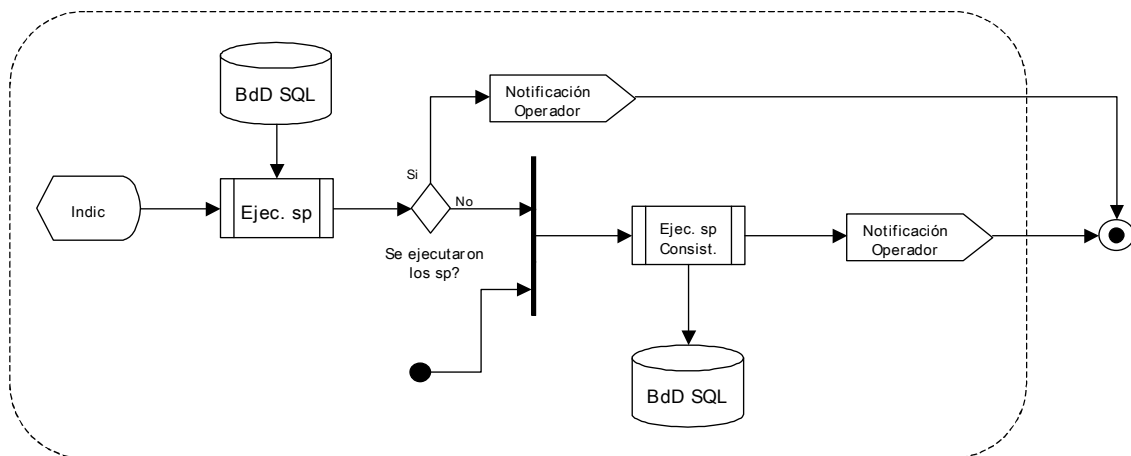 BdD SQL
Notificación
Operador
Si
Indic
Ejec. sp
No
Se ejecutaron
los sp?
Ejec. sp
Consist.
Notificación
Operador
BdD SQL